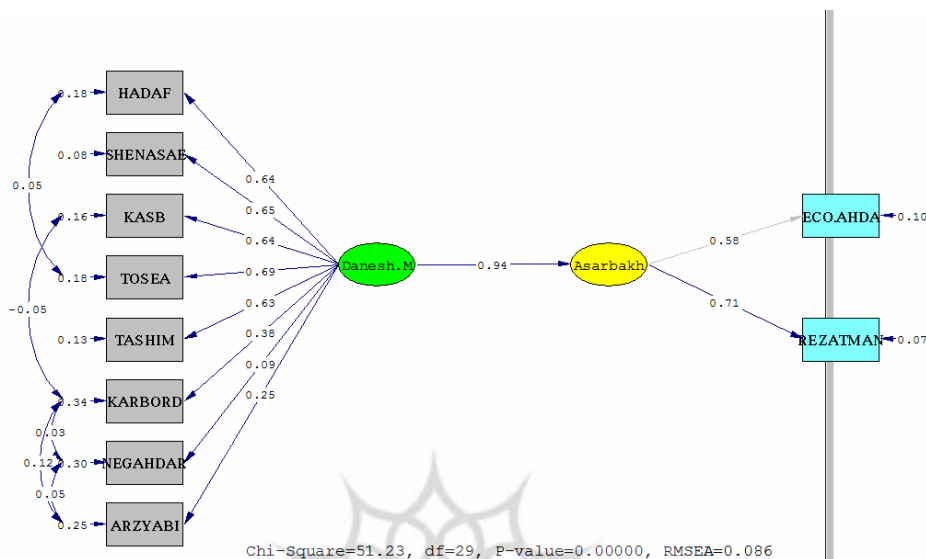 0.18 HADAF
0.08 SHENASAE
0.05 0.64
0.65
0.16 KASB 0.64 ECO.AHDA 0.10
0.58
0.18 TOSEA 0.69 Danesh.M 0.94 Asarbakh
0.63
-0.05 0.38 0.71
0.13 TASHIM 0.09 REZATMAN 0.07
0.25
0.34 KARBORD
0.03
0.12 0.30 NEGAHDAR
0.05
0.25 ARZYABI
Chi-Square=51.23, df=29, P-value=0.00000, RMSEA=0.086